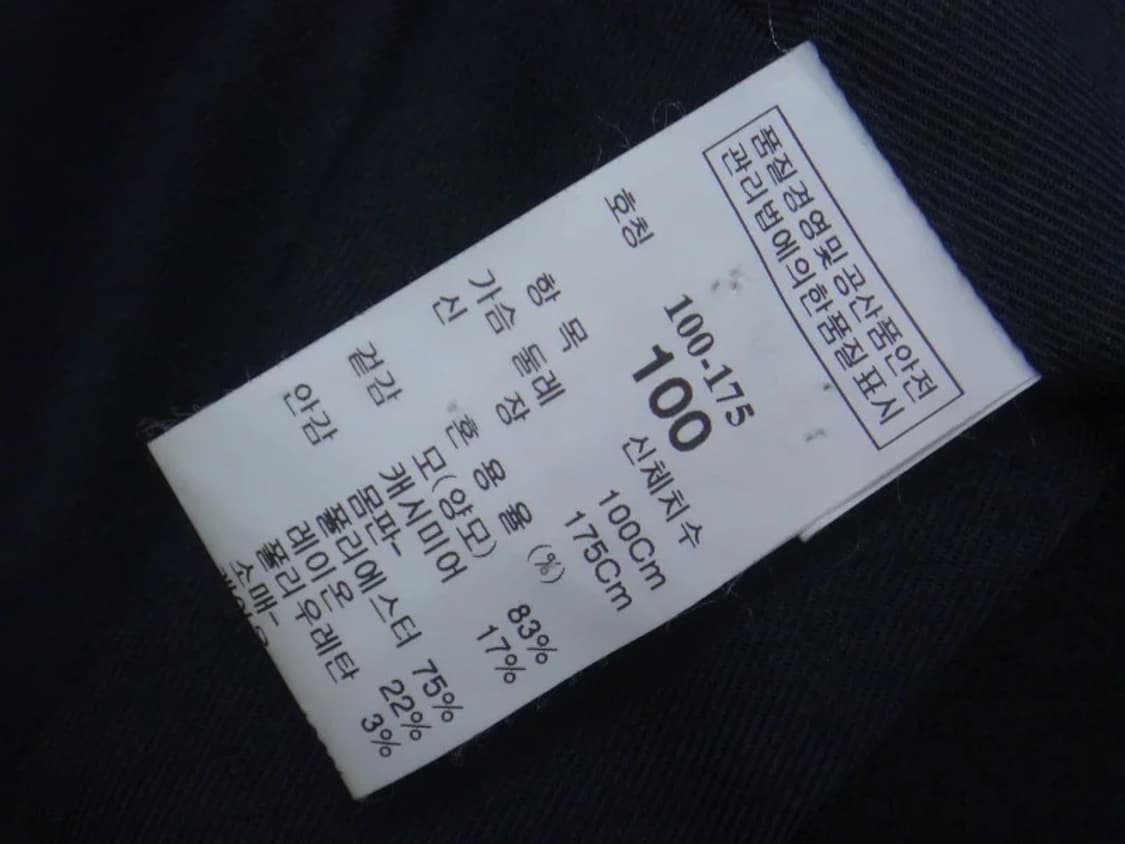 품질경영및공산품안전
관리법에의한품질표시
호칭 100-175
100
항 목 신체치수
가슴 둘레 100Cm
신 장 175Cm
혼 용 율 (%)
겉감 모(양모) 83%
캐시미어 17%
안감 몸판-
폴리에스터 75%
레이온 22%
폴리우레탄 3%
소매-